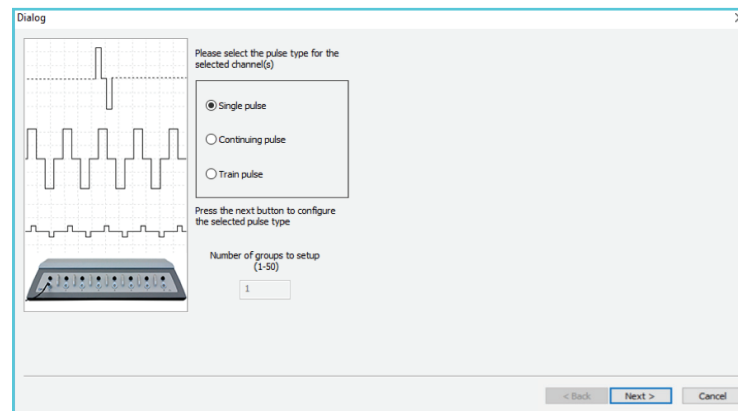 Dialog
Please select the pulse type for the
selected channel(s)
Single pulse
Continuing pulse
Train pulse
Press the next button to configure
the selected pulse type
Number of groups to setup
(1-50)
1
< Back
Next >
Cancel